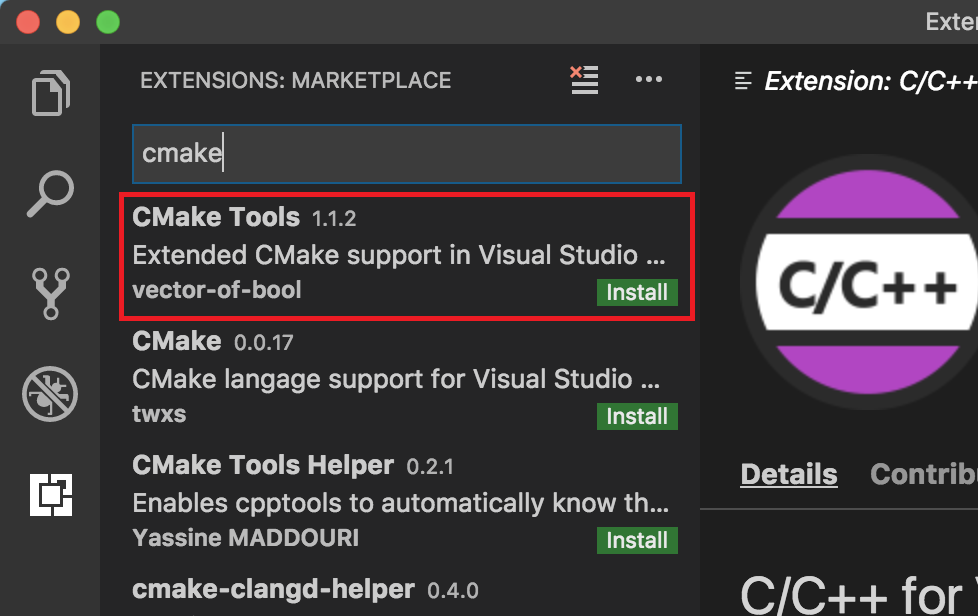 Exten
EXTENSIONS: MARKETPLACE
Extension: C/C++
cmake
CMake Tools 1.1.2
Extended CMake support in Visual Studio ...
vector-of-bool
Install
CMake 0.0.17
CMake langage support for Visual Studio ...
twxs
Install
CMake Tools Helper 0.2.1
Enables cpptools to automatically know th...
Yassine MADDOURI
Install
cmake-clangd-helper 0.4.0
C/C++
Details
Contribu
C/C++ for